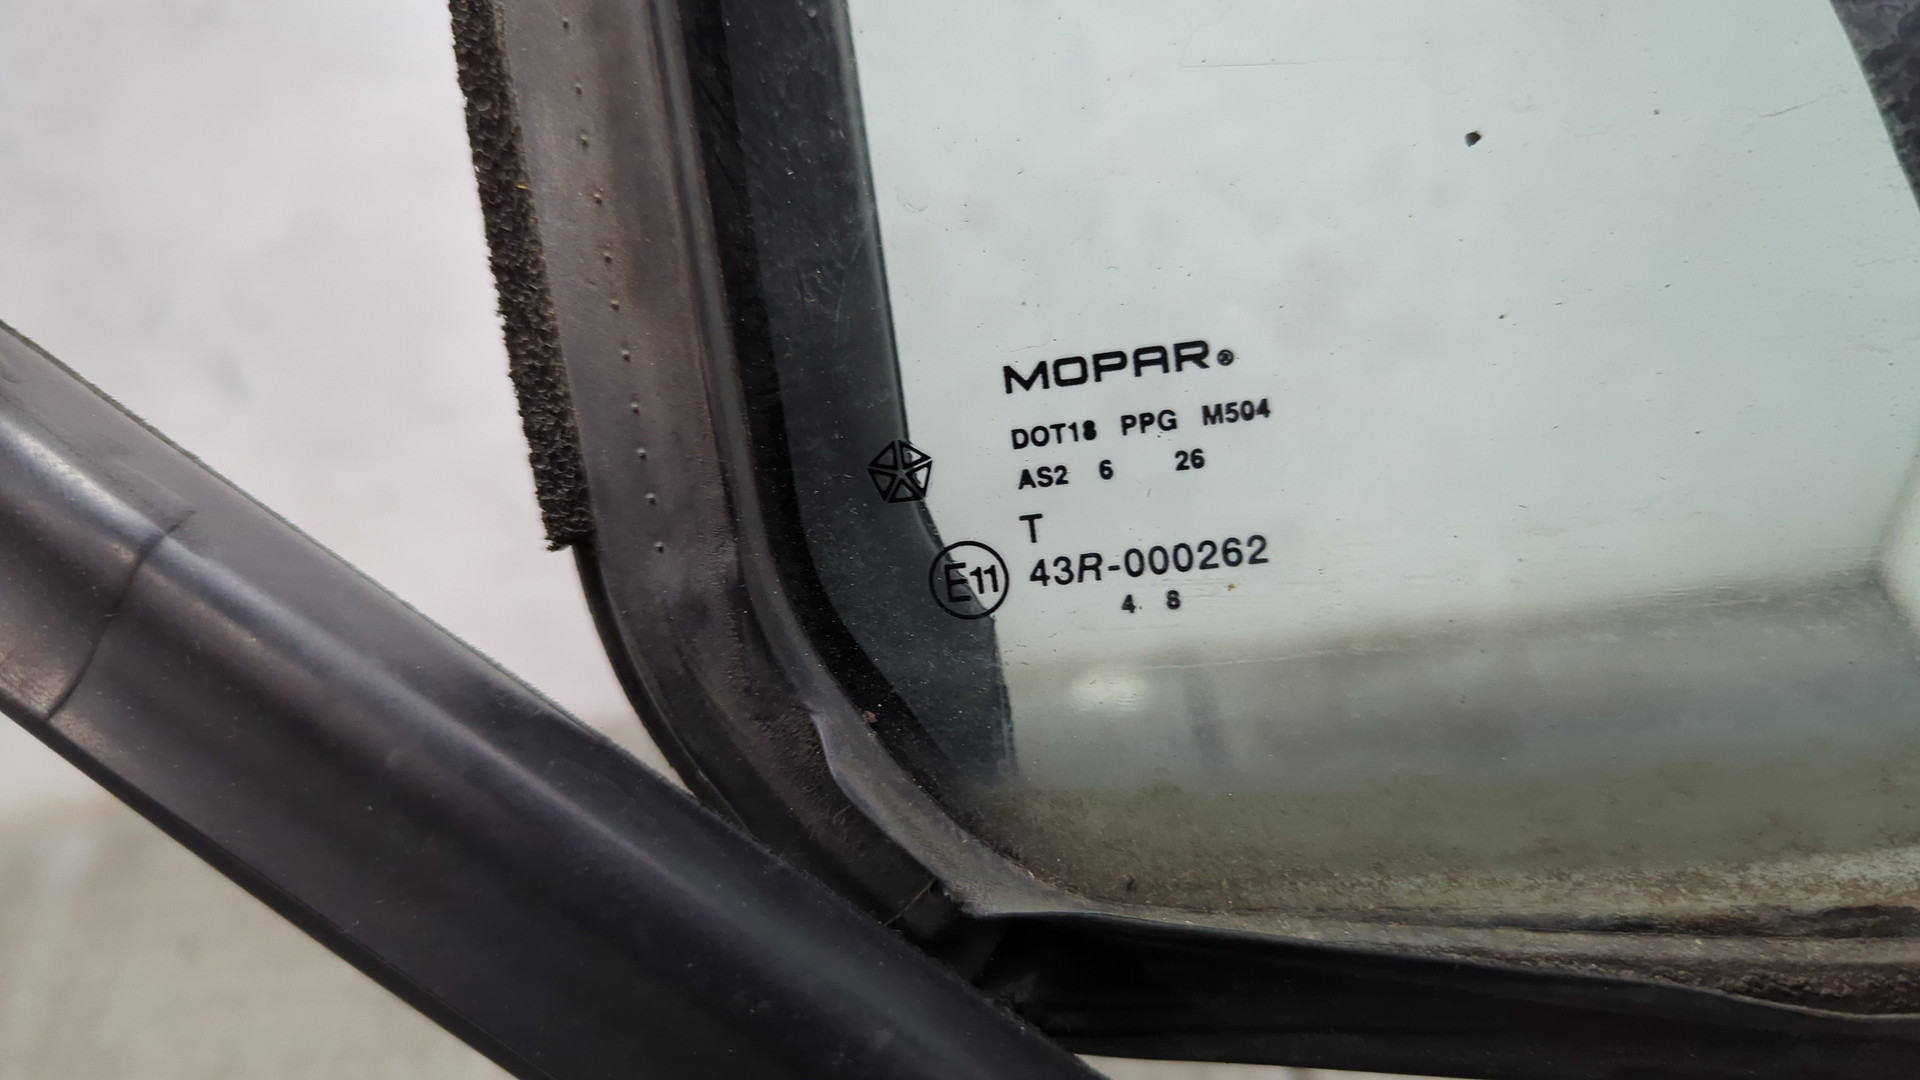 MOPAR®
DOT18 PPG M504
AS2 6 26
T
E11 43R-000262
4 8